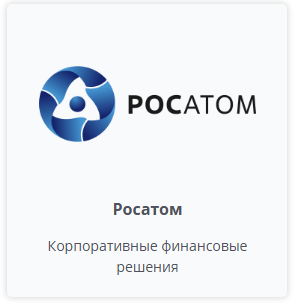 РОСАТОМ
Росатом
Корпоративные финансовые
решения